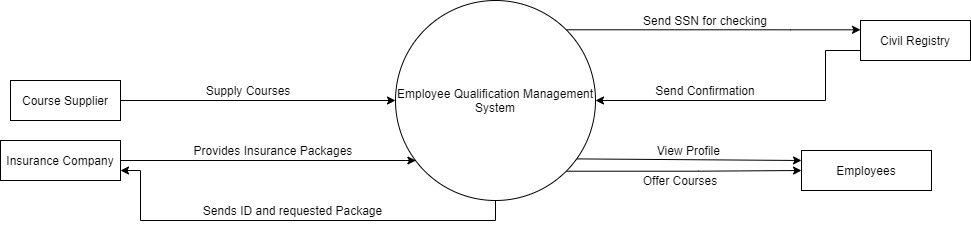 Send SSN for checking
Civil Registry
Employee Qualification Management
System
Supply Courses
Course Supplier
Send Confirmation
Provides Insurance Packages
Insurance Company
View Profile
Employees
Offer Courses
Sends ID and requested Package